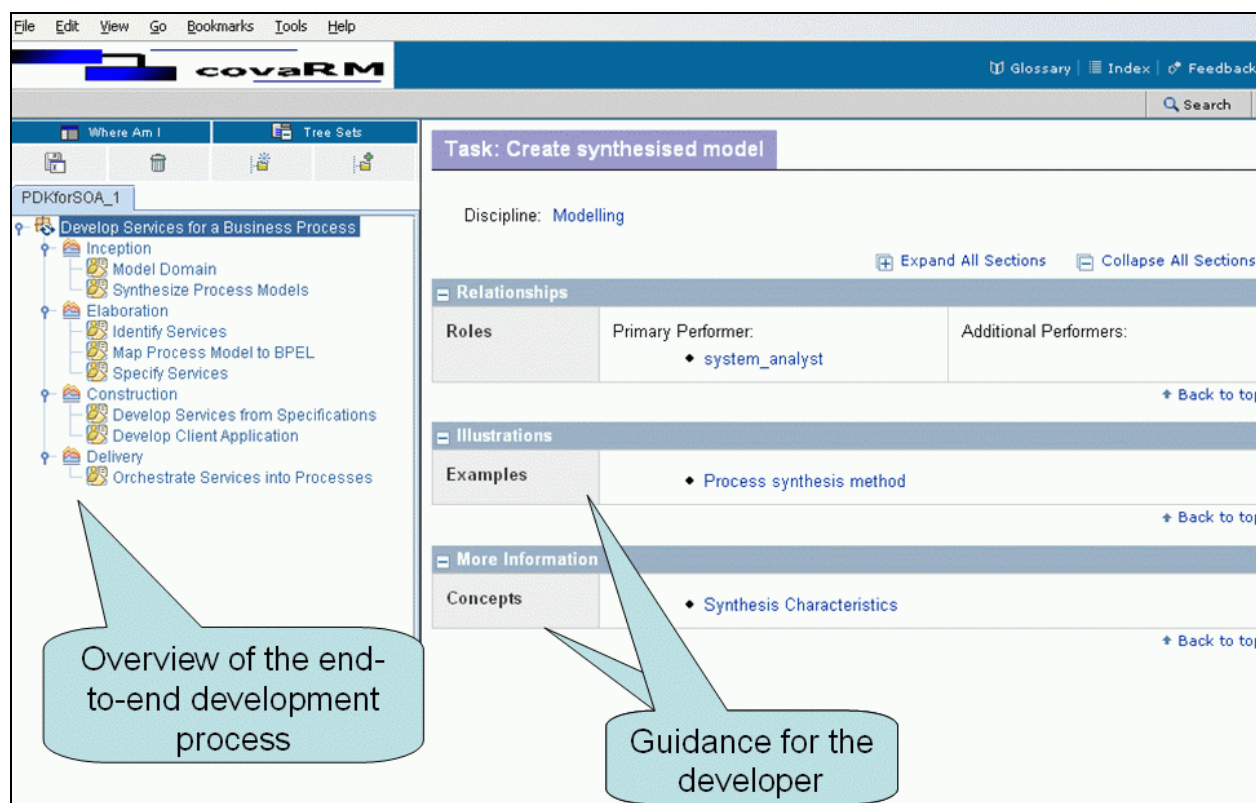 File Edit View Go Bookmarks Tools Help
covaRM
Glossary | Index | Feedback
Search
Where Am I Tree Sets
PDKforSOA_1
Develop Services for a Business Process
Inception
Model Domain
Synthesize Process Models
Elaboration
Identify Services
Map Process Model to BPEL
Specify Services
Construction
Develop Services from Specifications
Develop Client Application
Delivery
Orchestrate Services into Processes
Overview of the end-
to-end development
process
Task: Create synthesised model
Discipline: Modelling
Expand All Sections Collapse All Sections
Relationships
Roles Primary Performer: Additional Performers:
system_analyst
Back to top
Illustrations
Examples Process synthesis method
Back to top
More Information
Concepts Synthesis Characteristics
Back to top
Guidance for the
developer